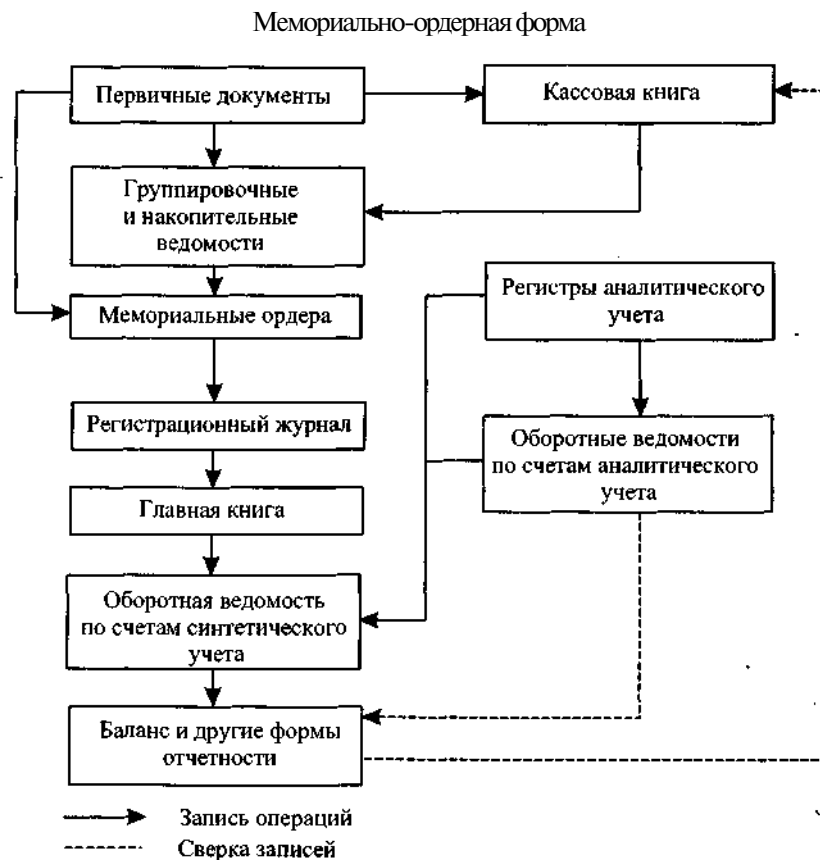 Мемориально-ордерная форма
Первичные документы
Кассовая книга
Группировочные
и накопительные
ведомости
Мемориальные ордера
Регистры аналитического
учета
Регистрационный журнал
Оборотные ведомости
по счетам аналитического
учета
Главная книга
Оборотная ведомость
по счетам синтетического
учета
Баланс и другие формы
отчетности
Запись операций
Сверка записей